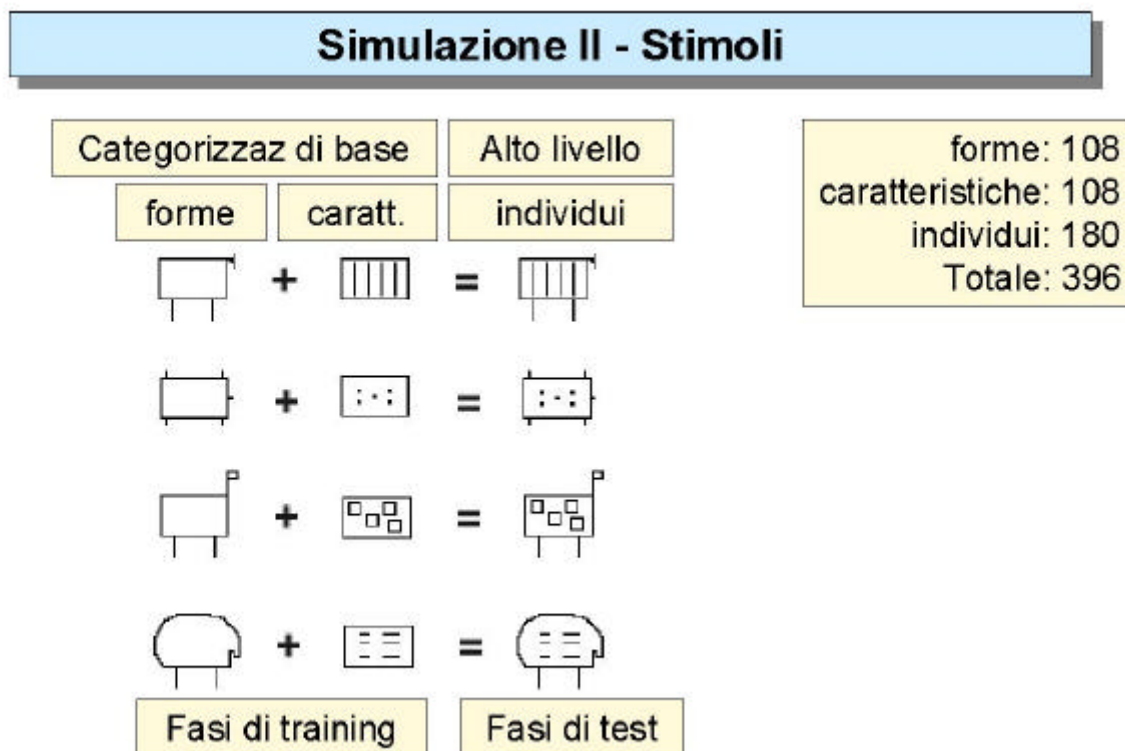 Simulazione II - Stimoli
Categorizzaz di base
Alto livello
forme
caratt.
individui
forme: 108
caratteristiche: 108
individui: 180
Totale: 396
+ =
+ =
+ =
+ =
Fasi di training
Fasi di test